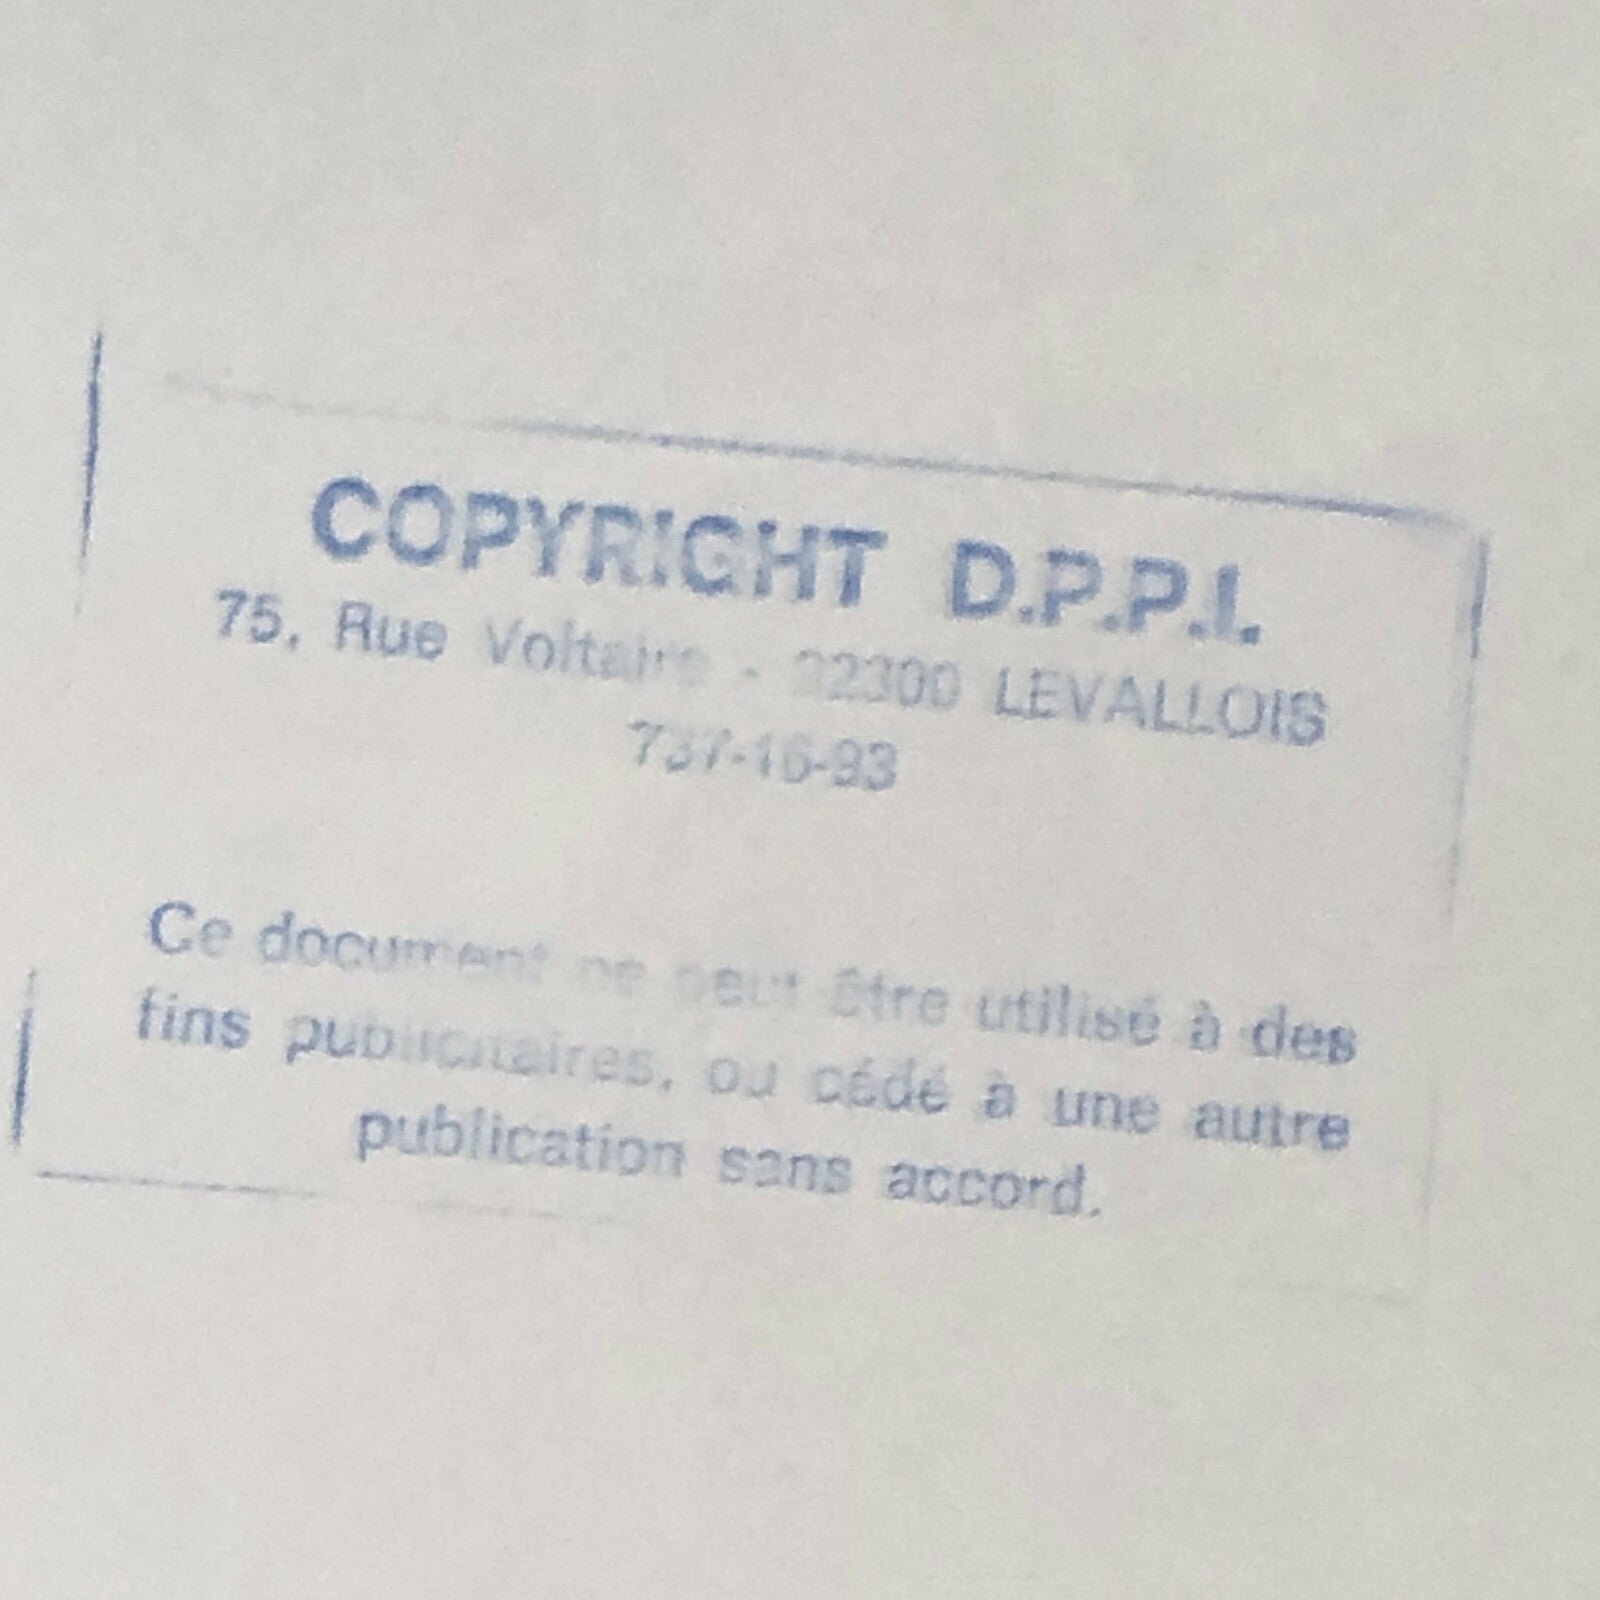 COPYRIGHT D.P.P.I.
75, Rue Voltaire - 92300 LEVALLOIS
737-16-93
Ce document ne peut être utilisé à des
fins publicitaires, ou cédé à une autre
publication sans accord.